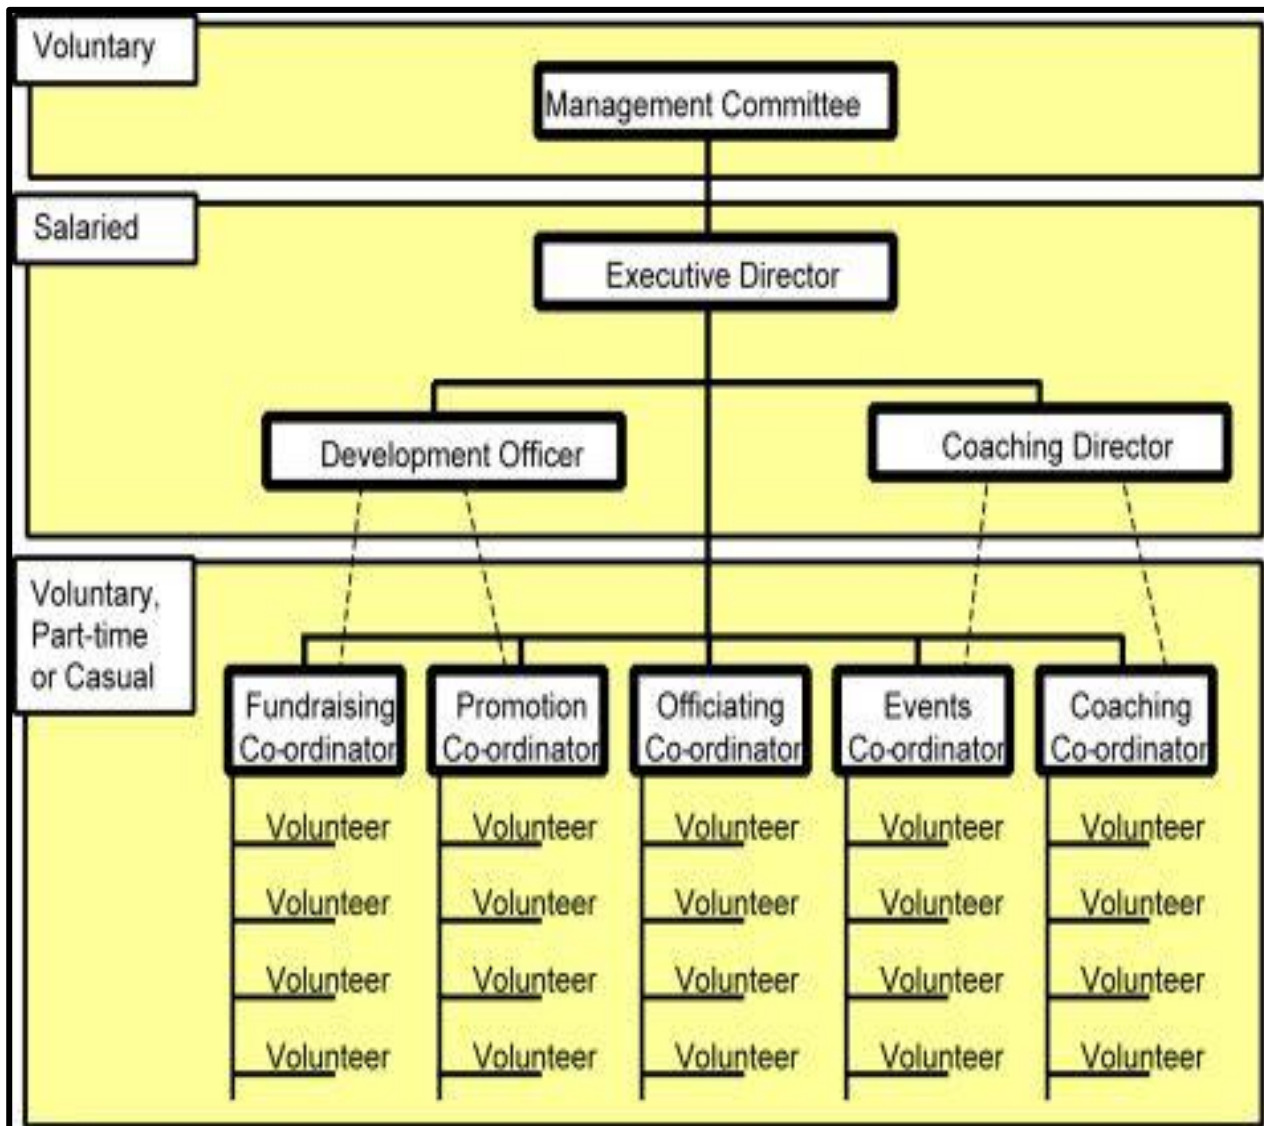 Voluntary
Management Committee
Salaried
Executive Director
Development Officer
Coaching Director
Voluntary,
Part-time
or Casual
Fundraising
Co-ordinator
Promotion
Co-ordinator
Officiating
Co-ordinator
Events
Co-ordinator
Coaching
Co-ordinator
Volunteer Volunteer Volunteer Volunteer Volunteer
Volunteer Volunteer Volunteer Volunteer Volunteer
Volunteer Volunteer Volunteer Volunteer Volunteer
Volunteer Volunteer Volunteer Volunteer Volunteer